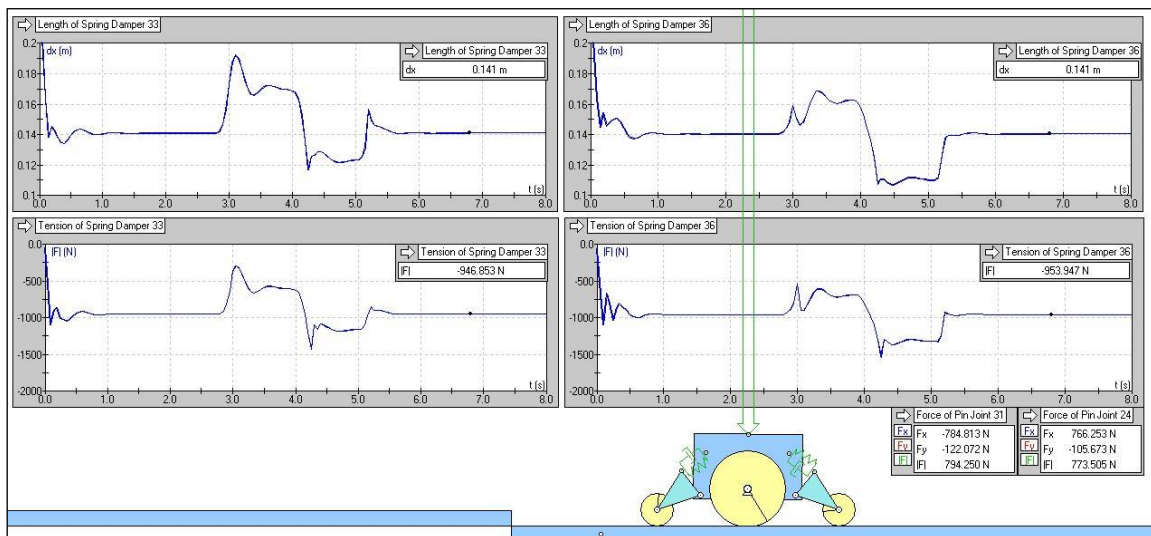 Length of Spring Damper 33
dx (m)
Length of Spring Damper 33
dx 0.141 m
0.2
0.18
0.16
0.14
0.12
0.1
0.0 1.0 2.0 3.0 4.0 5.0 6.0 7.0 8.0
t (s)
Length of Spring Damper 36
dx (m)
Length of Spring Damper 36
dx 0.141 m
0.2
0.18
0.16
0.14
0.12
0.1
0.0 1.0 2.0 3.0 4.0 5.0 6.0 7.0 8.0
t (s)
Tension of Spring Damper 33
|F| (N)
Tension of Spring Damper 33
|F| -946.853 N
0.0
-500
-1000
-1500
-2000
0.0 1.0 2.0 3.0 4.0 5.0 6.0 7.0 8.0
t (s)
Tension of Spring Damper 36
|F| (N)
Tension of Spring Damper 36
|F| -953.947 N
0.0
-500
-1000
-1500
-2000
0.0 1.0 2.0 3.0 4.0 5.0 6.0 7.0 8.0
t (s)
Force of Pin Joint 31
Fx Fx -784.813 N
Fy Fy -122.072 N
|F| |F| 794.250 N
Force of Pin Joint 24
Fx Fx 766.253 N
Fy Fy -105.673 N
|F| |F| 773.505 N